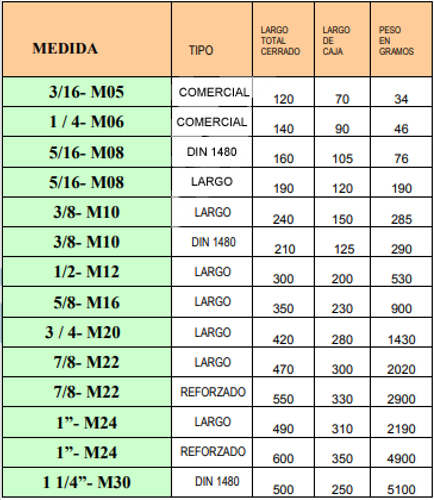 MEDIDA TIPO LARGO TOTAL CERRADO LARGO DE CAJA PESO EN GRAMOS
3/16- M05 COMERCIAL 120 70 34
1 / 4- M06 COMERCIAL 140 90 46
5/16- M08 DIN 1480 160 105 76
5/16- M08 LARGO 190 120 190
3/8- M10 LARGO 240 150 285
3/8- M10 DIN 1480 210 125 290
1/2- M12 LARGO 300 200 530
5/8- M16 LARGO 350 230 900
3 / 4- M20 LARGO 420 280 1430
7/8- M22 LARGO 470 300 2020
7/8- M22 REFORZADO 550 330 2900
1”- M24 LARGO 490 310 2190
1”- M24 REFORZADO 600 350 4900
1 1/4”- M30 DIN 1480 500 250 5100